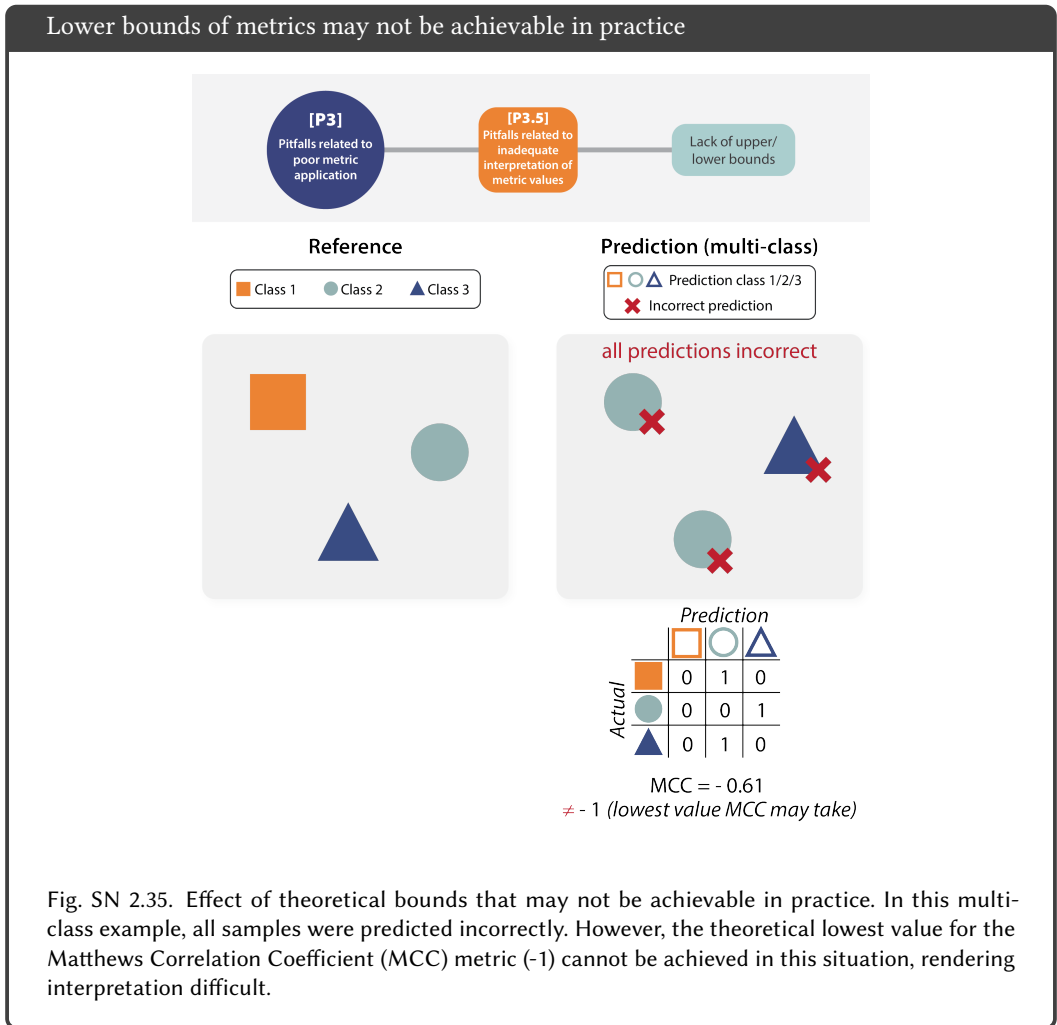 Lower bounds of metrics may not be achievable in practice
[P3]
Pitfalls related to
poor metric
application
[P3.5]
Pitfalls related to
inadequate
interpretation of
metric values
Lack of upper/
lower bounds
Reference
Class 1 Class 2 Class 3
Prediction (multi-class)
Prediction class 1/2/3
Incorrect prediction
all predictions incorrect
Prediction
Actual
0 1 0
0 0 1
0 1 0
MCC = - 0.61
≠ - 1 (lowest value MCC may take)
Fig. SN 2.35. Effect of theoretical bounds that may not be achievable in practice. In this multi-
class example, all samples were predicted incorrectly. However, the theoretical lowest value for the
Matthews Correlation Coefficient (MCC) metric (-1) cannot be achieved in this situation, rendering
interpretation difficult.